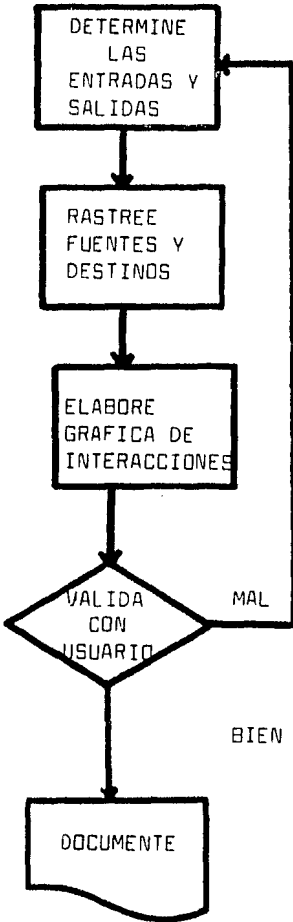 DETERMINE
LAS
ENTRADAS Y
SALIDAS
RASTREE
FUENTES Y
DESTINOS
ELABORE
GRAFICA DE
INTERACCIONES
VALIDA
CON
USUARIO
MAL
BIEN
DOCUMENTE